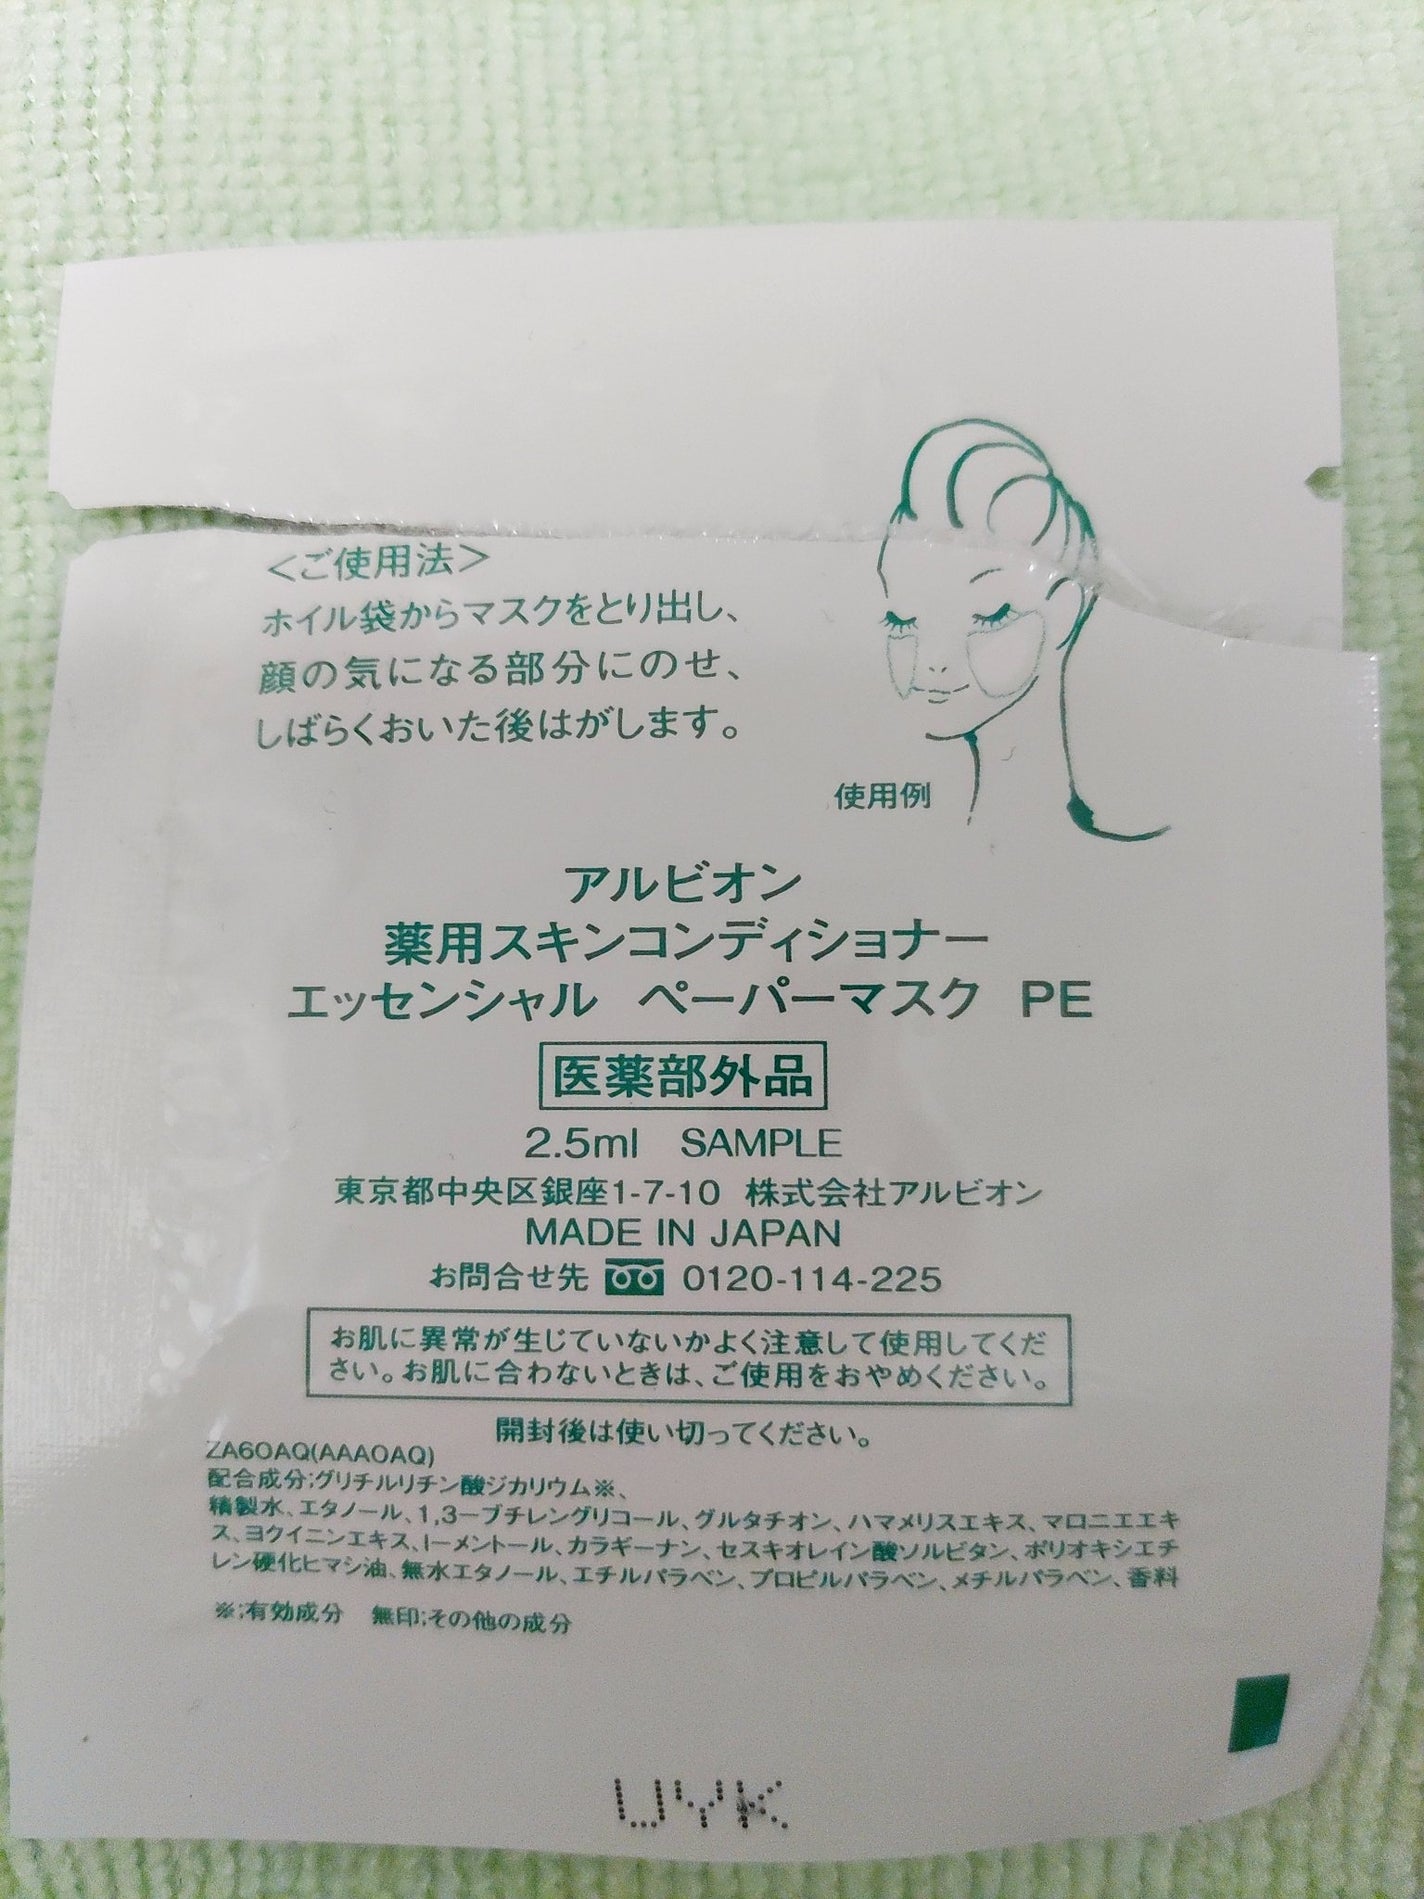 ＜ご使用法＞
ホイル袋からマスクをとり出し、
顔の気になる部分にのせ、
しばらくおいた後はがします。
使用例
アルビオン
薬用スキンコンディショナー
エッセンシャル ペーパーマスク PE
医薬部外品
2.5ml SAMPLE
東京都中央区銀座1-7-10 株式会社アルビオン
MADE IN JAPAN
お問合せ先 0120-114-225
お肌に異常が生じていないかよく注意して使用してくだ
さい。お肌に合わないときは、ご使用をおやめください。
開封後は使い切ってください。
ZA60AQ(AAA0AQ)
配合成分;グリチルリチン酸ジカリウム※、
精製水、エタノール、1,3ーブチレングリコール、グルタチオン、ハマメリスエキス、マロニエエキ
ス、ヨクイニンエキス、lーメントール、カラギーナン、セスキオレイン酸ソルビタン、ポリオキシエチ
レン硬化ヒマシ油、無水エタノール、エチルパラベン、プロピルパラベン、メチルパラベン、香料
※;有効成分 無印;その他の成分
UYK